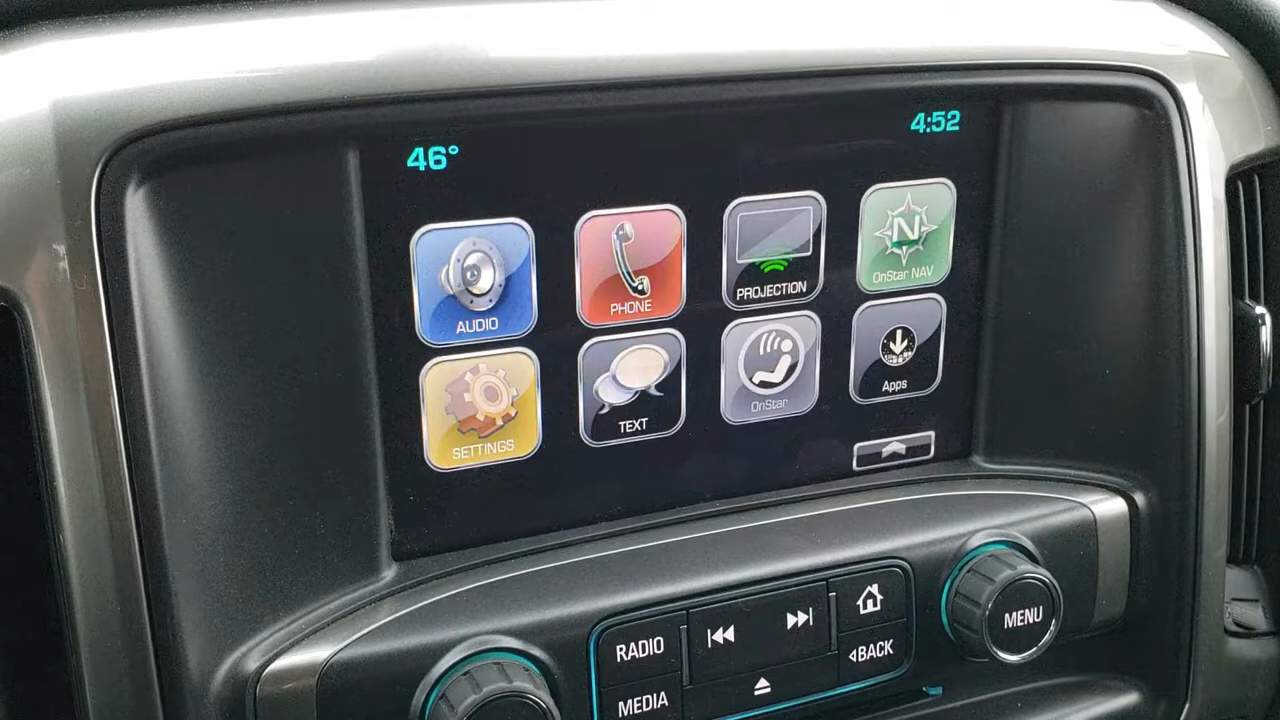 46°
4:52
AUDIO
PHONE
PROJECTION
N
OnStar NAV
SETTINGS
TEXT
OnStar
Apps
RADIO
MEDIA
BACK
MENU